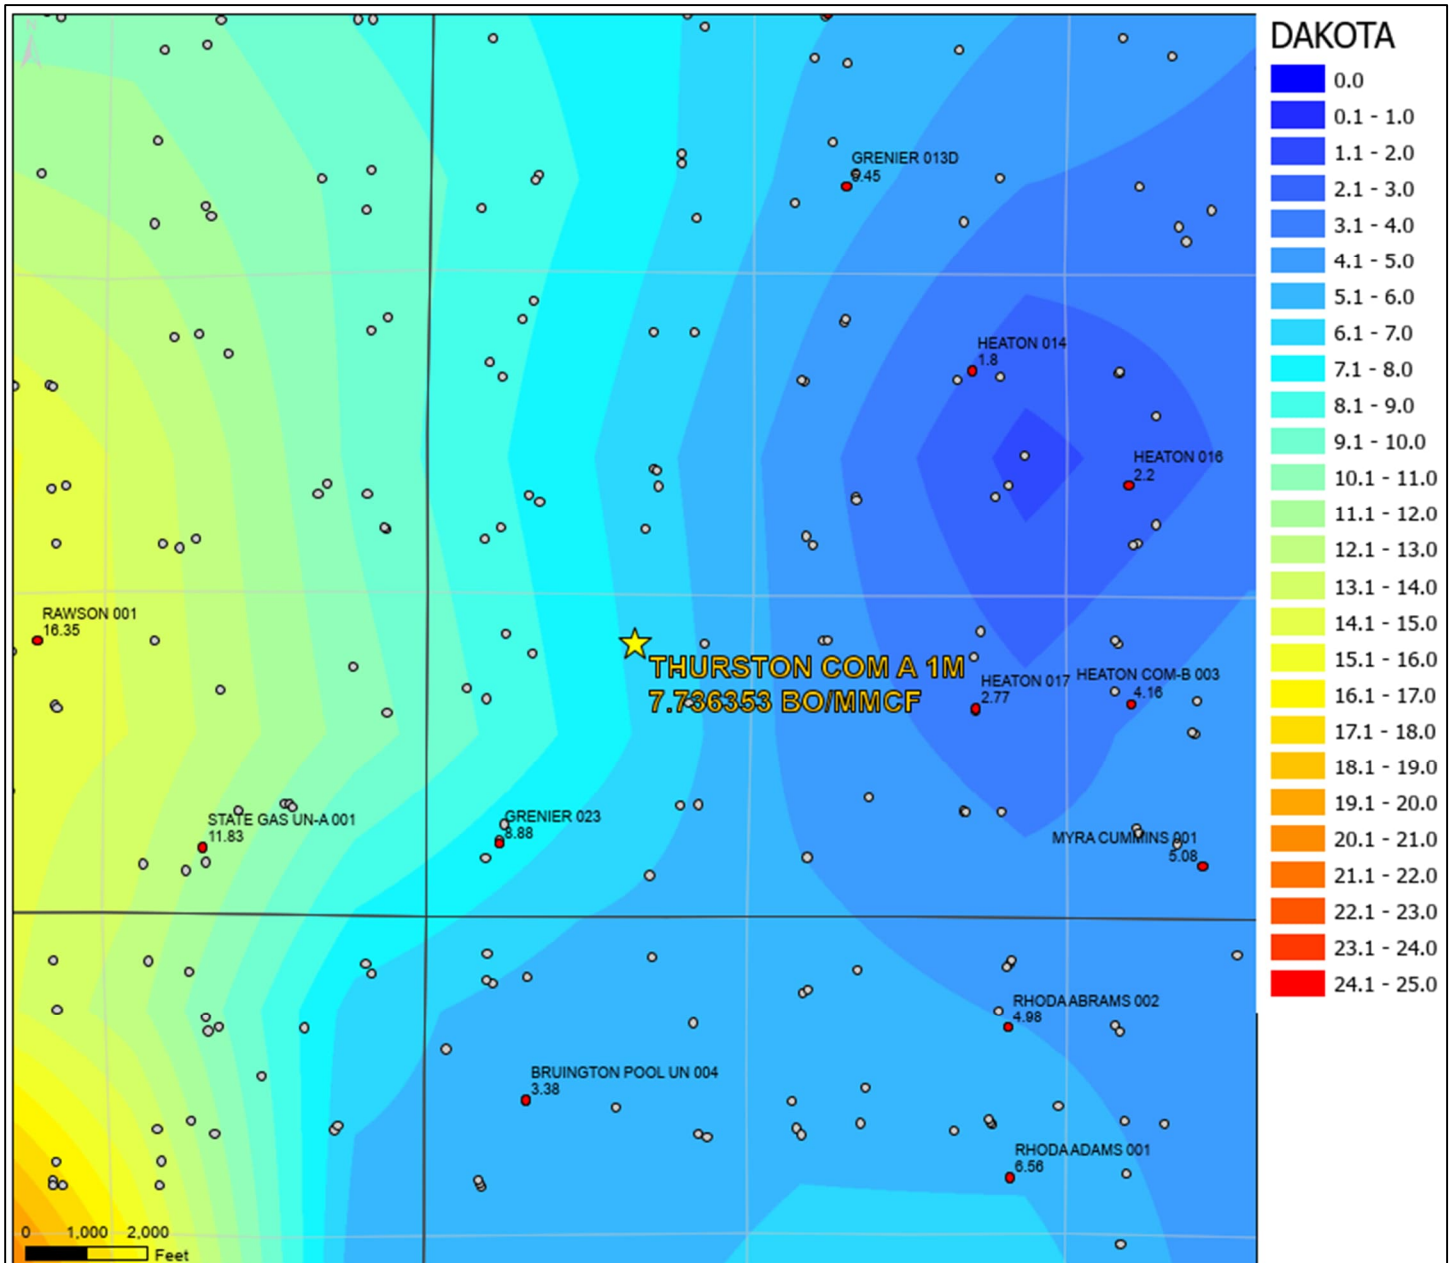 DAKOTA
0.0
0.1 - 1.0
1.1 - 2.0
2.1 - 3.0
3.1 - 4.0
4.1 - 5.0
5.1 - 6.0
6.1 - 7.0
7.1 - 8.0
8.1 - 9.0
9.1 - 10.0
10.1 - 11.0
11.1 - 12.0
12.1 - 13.0
13.1 - 14.0
14.1 - 15.0
15.1 - 16.0
16.1 - 17.0
17.1 - 18.0
18.1 - 19.0
19.1 - 20.0
20.1 - 21.0
21.1 - 22.0
22.1 - 23.0
23.1 - 24.0
24.1 - 25.0
GRENIER 013D
HEATON 014
1.8
HEATON 016
2.2
RAWSON 001
16.35
THURSTON COM A 1M
7.736353 BO/MMCF
HEATON 017
2.77
HEATON COM-B 003
4.16
STATE GAS UN-A 001
11.83
GRENIER 023
8.88
MYRA CUMMINS 001
5.08
RHODA ABRAMS 002
4.98
BRUINGTON POOL UN 004
3.38
RHODA ADAMS 001
6.56
0 1,000 2,000
Feet